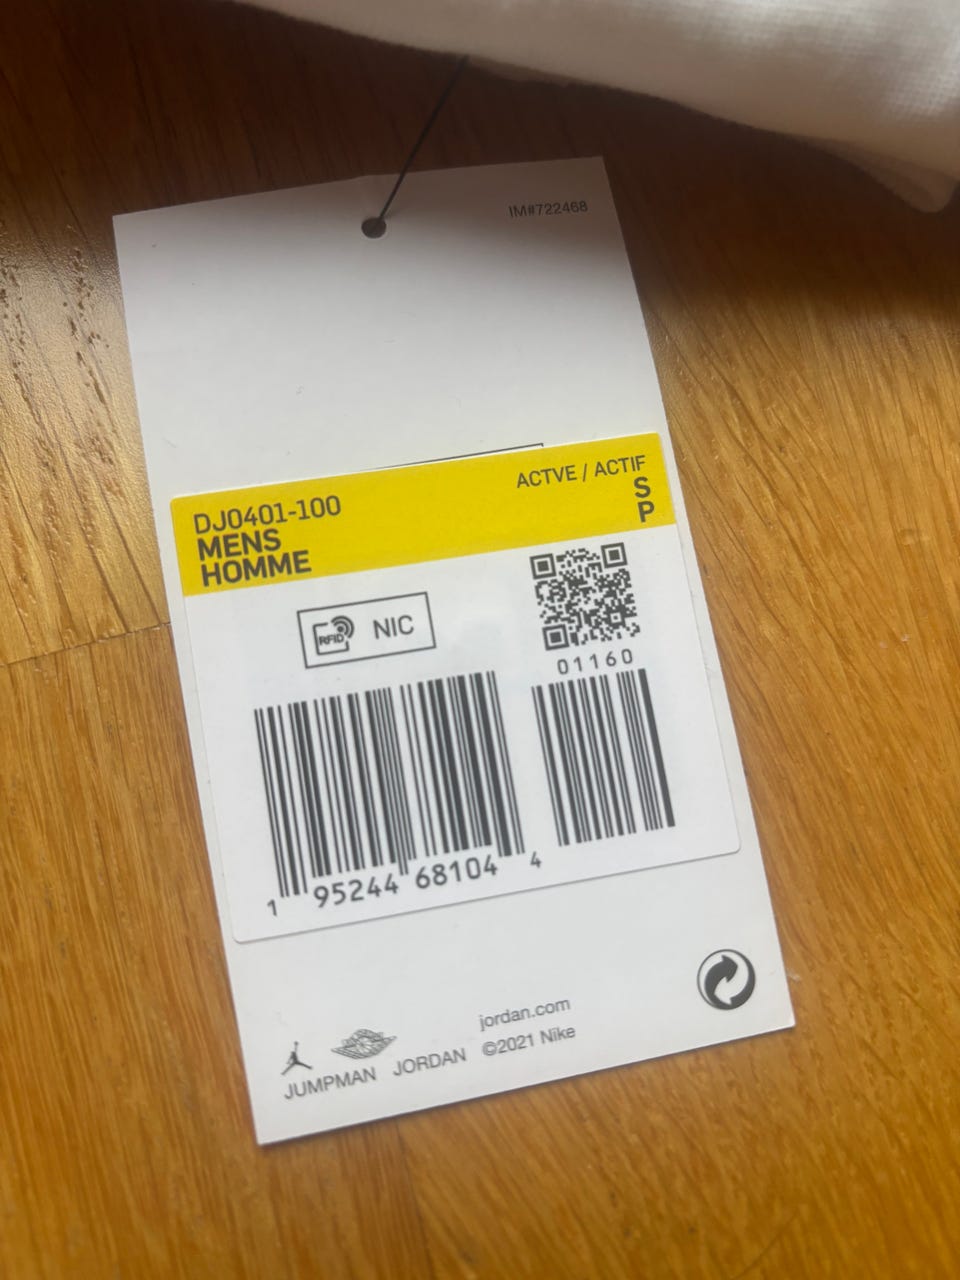 IM#722468
DJ0401-100
MENS
HOMME
ACTVE / ACTIF
S
P
RFID NIC
01160
1 95244 68104 4
jordan.com
©2021 Nike
JUMPMAN JORDAN